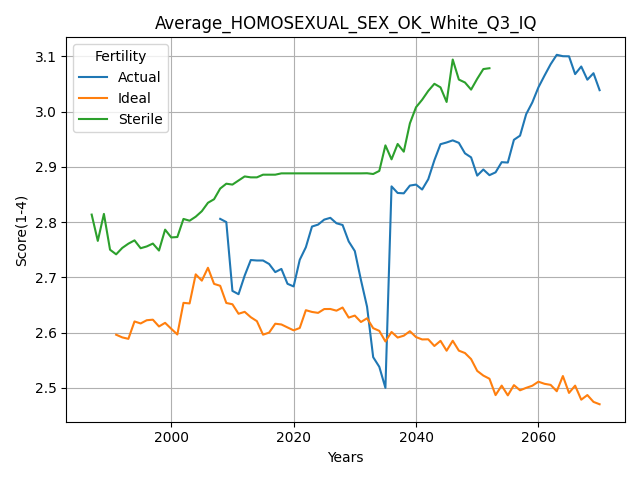 Average_HOMOSEXUAL_SEX_OK_White_Q3_IQ
Fertility
Actual
Ideal
Sterile
Score(1-4)
3.1
3.0
2.9
2.8
2.7
2.6
2.5
2000
2020
2040
2060
Years